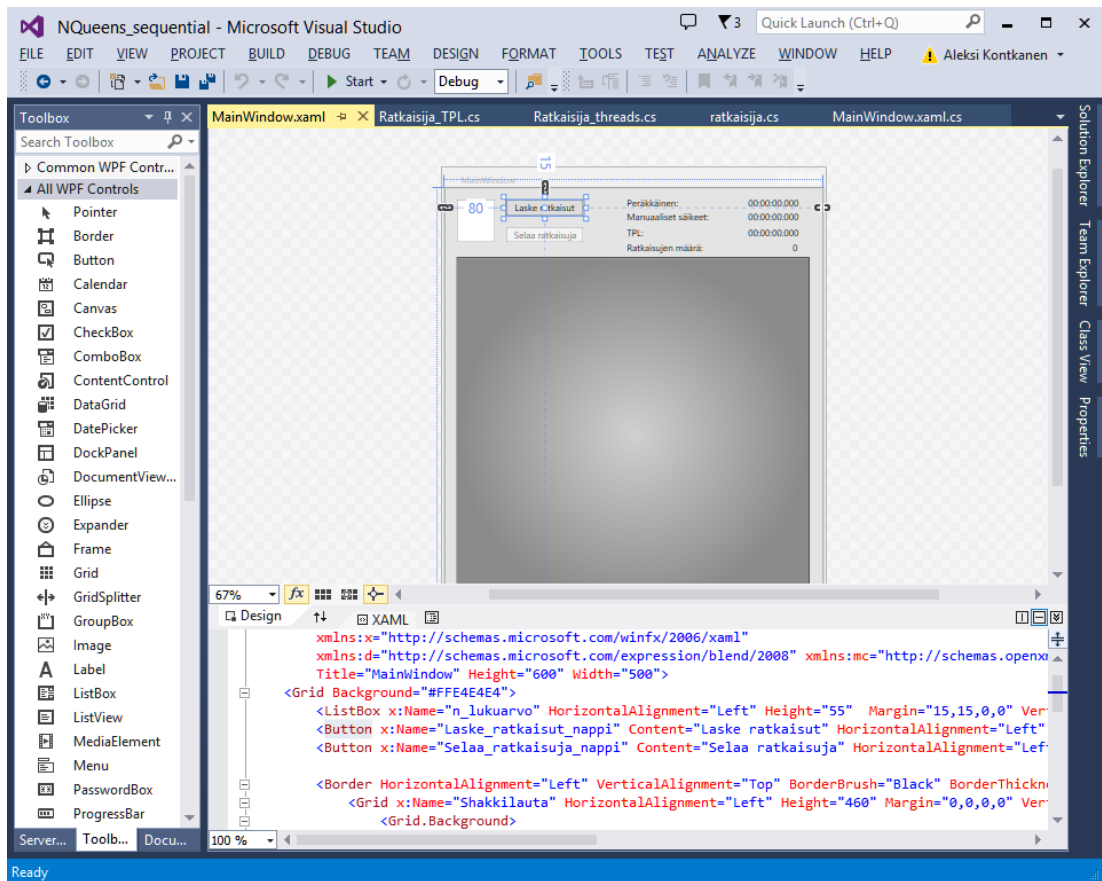 NQueens_sequential - Microsoft Visual Studio
3
Quick Launch (Ctrl+Q)
FILE EDIT VIEW PROJECT BUILD DEBUG TEAM DESIGN FORMAT TOOLS TEST ANALYZE WINDOW HELP Aleksi Kontkanen
Start Debug
Toolbox
Search Toolbox
Common WPF Contr...
All WPF Controls
Pointer
Border
Button
Calendar
Canvas
CheckBox
ComboBox
ContentControl
DataGrid
DatePicker
DockPanel
DocumentView...
Ellipse
Expander
Frame
Grid
GridSplitter
GroupBox
Image
Label
ListBox
ListView
MediaElement
Menu
PasswordBox
ProgressBar
Server... Toolb... Docu...
MainWindow.xaml Ratkaisija_TPL.cs Ratkaisija_threads.cs ratkaisija.cs MainWindow.xaml.cs
15
MainWindow
80
Laske ratkaisut
Selaa ratkaisuja
Peräkkäinen: 00:00:00.000
Manuaaliset säikeet: 00:00:00.000
TPL: 00:00:00.000
Ratkaisujen määrä: 0
67% fx
Design XAML
xmlns:x="http://schemas.microsoft.com/winfx/2006/xaml"
xmlns:d="http://schemas.microsoft.com/expression/blend/2008" xmlns:mc="http://schemas.openxm
Title="MainWindow" Height="600" Width="500">
<Grid Background="#FFE4E4E4">
<ListBox x:Name="n_lukuarvo" HorizontalAlignment="Left" Height="55" Margin="15,15,0,0" Ver
<Button x:Name="Laske_ratkaisut_nappi" Content="Laske ratkaisut" HorizontalAlignment="Left"
<Button x:Name="Selaa_ratkaisuja_nappi" Content="Selaa ratkaisuja" HorizontalAlignment="Lef
<Border HorizontalAlignment="Left" VerticalAlignment="Top" BorderBrush="Black" BorderThickn
<Grid x:Name="Shakkilauta" HorizontalAlignment="Left" Height="460" Margin="0,0,0,0" Ver
<Grid.Background>
100 %
Solution Explorer
Team Explorer
Class View
Properties
Ready